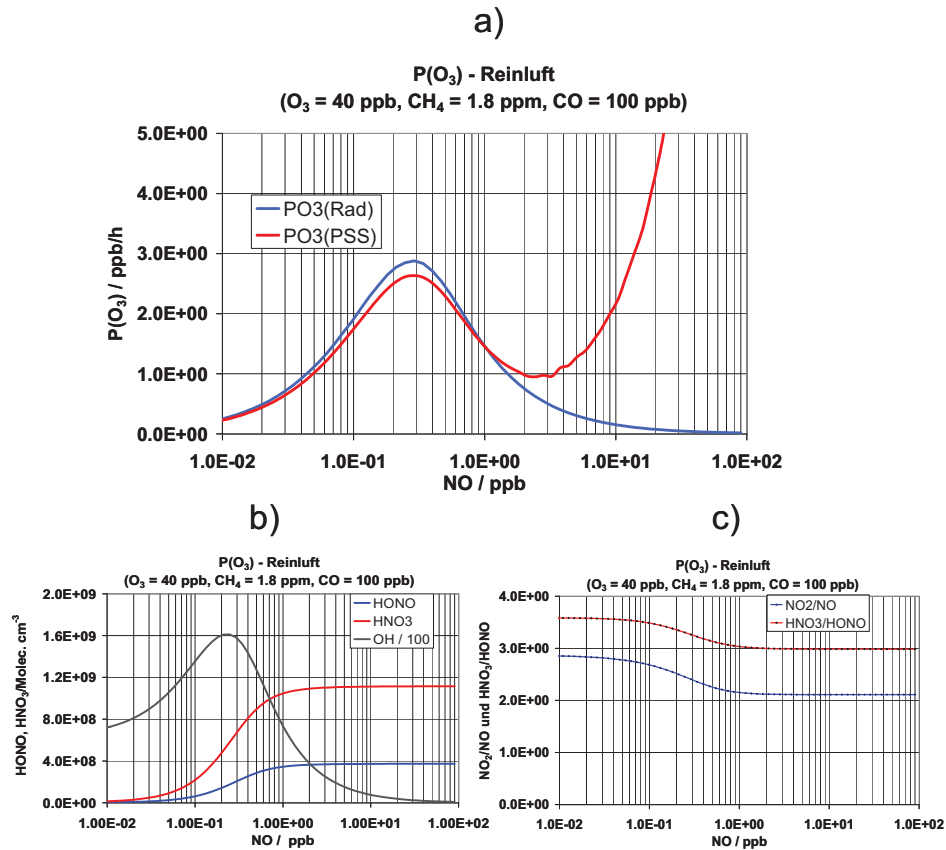 a)
P(O₃) - Reinluft
(O₃ = 40 ppb, CH₄ = 1.8 ppm, CO = 100 ppb)
5.0E+00
4.0E+00
3.0E+00
2.0E+00
1.0E+00
0.0E+00
P(O₃) / ppb/h
PO3(Rad)
PO3(PSS)
1.0E-02 1.0E-01 1.0E+00 1.0E+01 1.0E+02
NO / ppb
b)
P(O₃) - Reinluft
(O₃ = 40 ppb, CH₄ = 1.8 ppm, CO = 100 ppb)
2.0E+09
1.6E+09
1.2E+09
8.0E+08
4.0E+08
0.0E+00
HONO, HNO₃/Molec. cm⁻³
HONO
HNO3
OH / 100
1.00E-02 1.00E-01 1.00E+00 1.00E+01 1.00E+02
NO / ppb
c)
P(O₃) - Reinluft
(O₃ = 40 ppb, CH₄ = 1.8 ppm, CO = 100 ppb)
4.0E+00
3.0E+00
2.0E+00
1.0E+00
0.0E+00
NO₂/NO und HNO₃/HONO
NO2/NO
HNO3/HONO
1.0E-02 1.0E-01 1.0E+00 1.0E+01 1.0E+02
NO / ppb